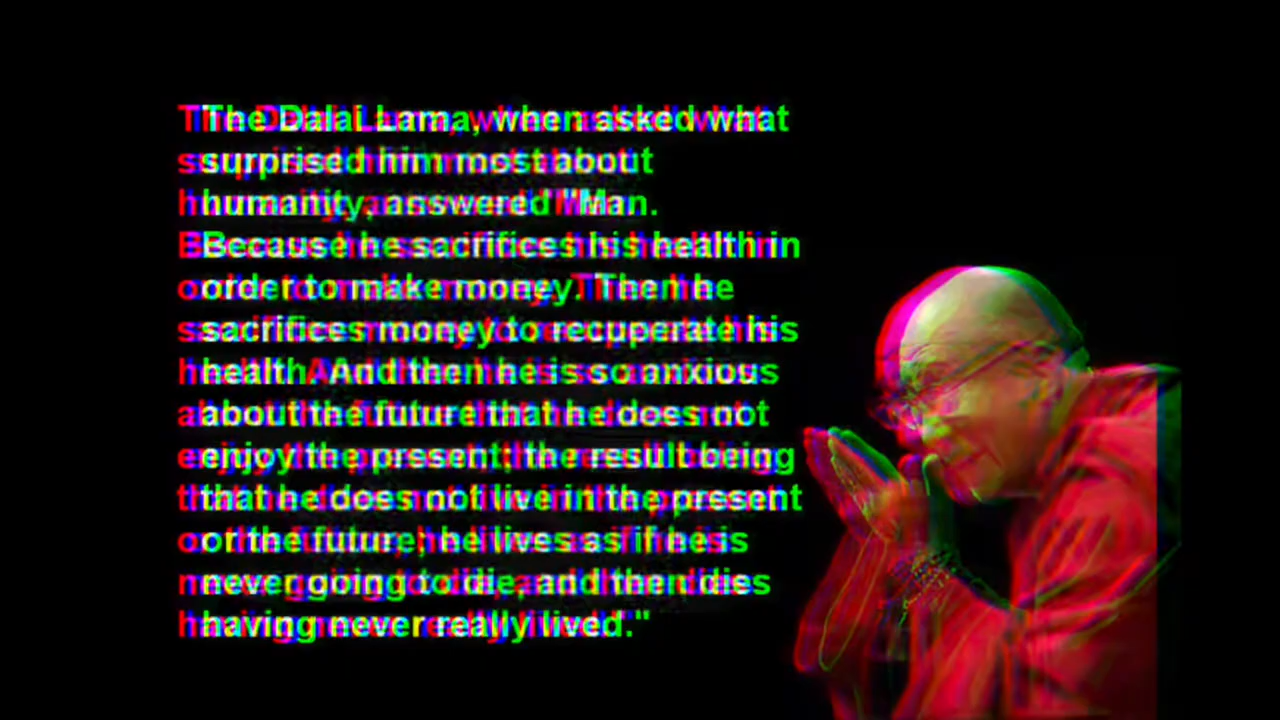 The Dalai Lama, when asked what
surprised him most about
humanity, answered "Man.
Because he sacrifices his health in
order to make money. Then he
sacrifices money to recuperate his
health. And then he is so anxious
about the future that he does not
enjoy the present; the result being
that he does not live in the present
or the future; he lives as if he is
never going to die, and then dies
having never really lived."